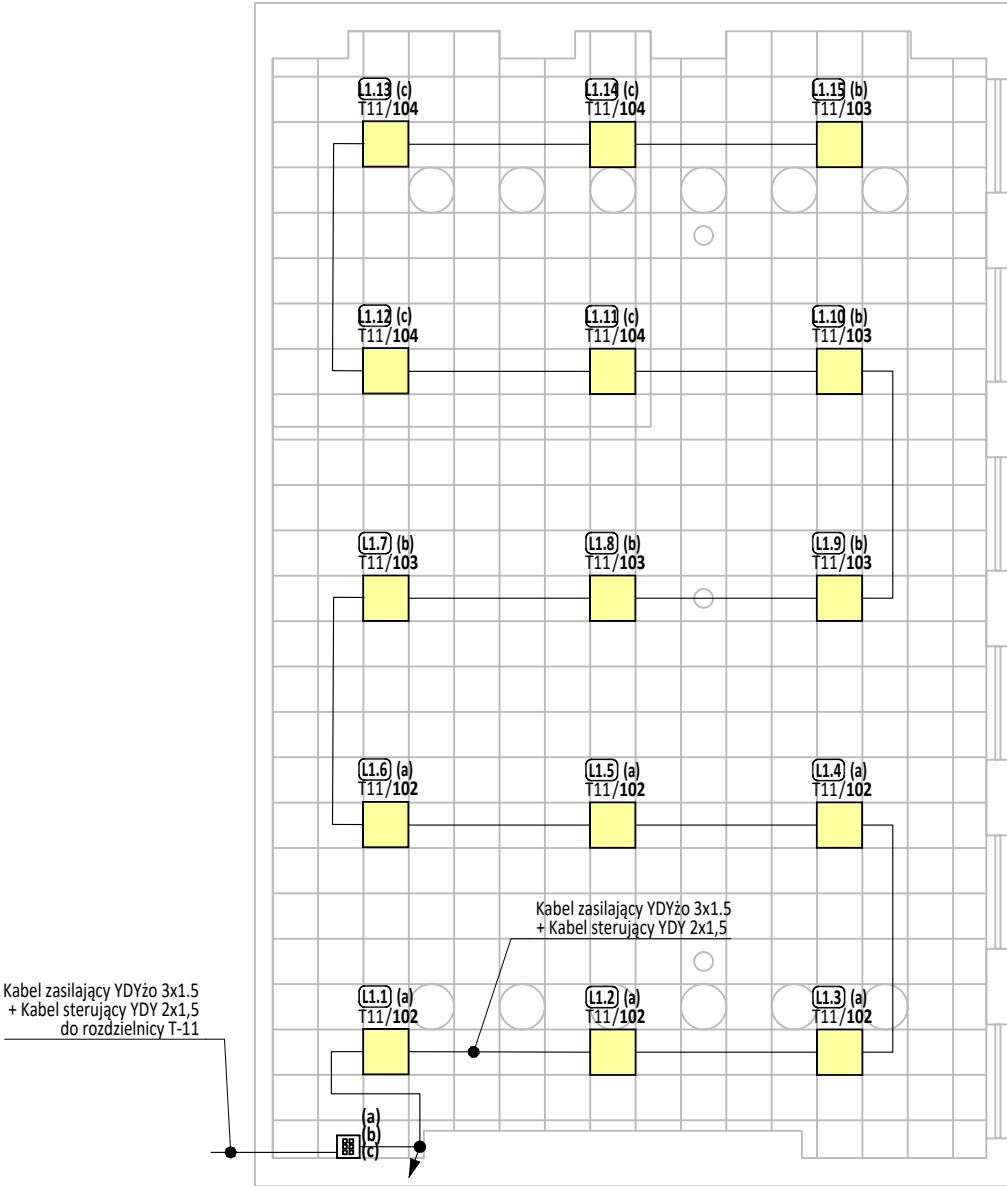 L1.13 (c)
T11/104
L1.14 (c)
T11/104
L1.15 (b)
T11/103
L1.12 (c)
T11/104
L1.11 (c)
T11/104
L1.10 (b)
T11/103
L1.7 (b)
T11/103
L1.8 (b)
T11/103
L1.9 (b)
T11/103
L1.6 (a)
T11/102
L1.5 (a)
T11/102
L1.4 (a)
T11/102
Kabel zasilający YDYżo 3x1.5
+ Kabel sterujący YDY 2x1,5
L1.1 (a)
T11/102
L1.2 (a)
T11/102
L1.3 (a)
T11/102
Kabel zasilający YDYżo 3x1.5
+ Kabel sterujący YDY 2x1,5
do rozdzielnicy T-11
(a)
(b)
(c)